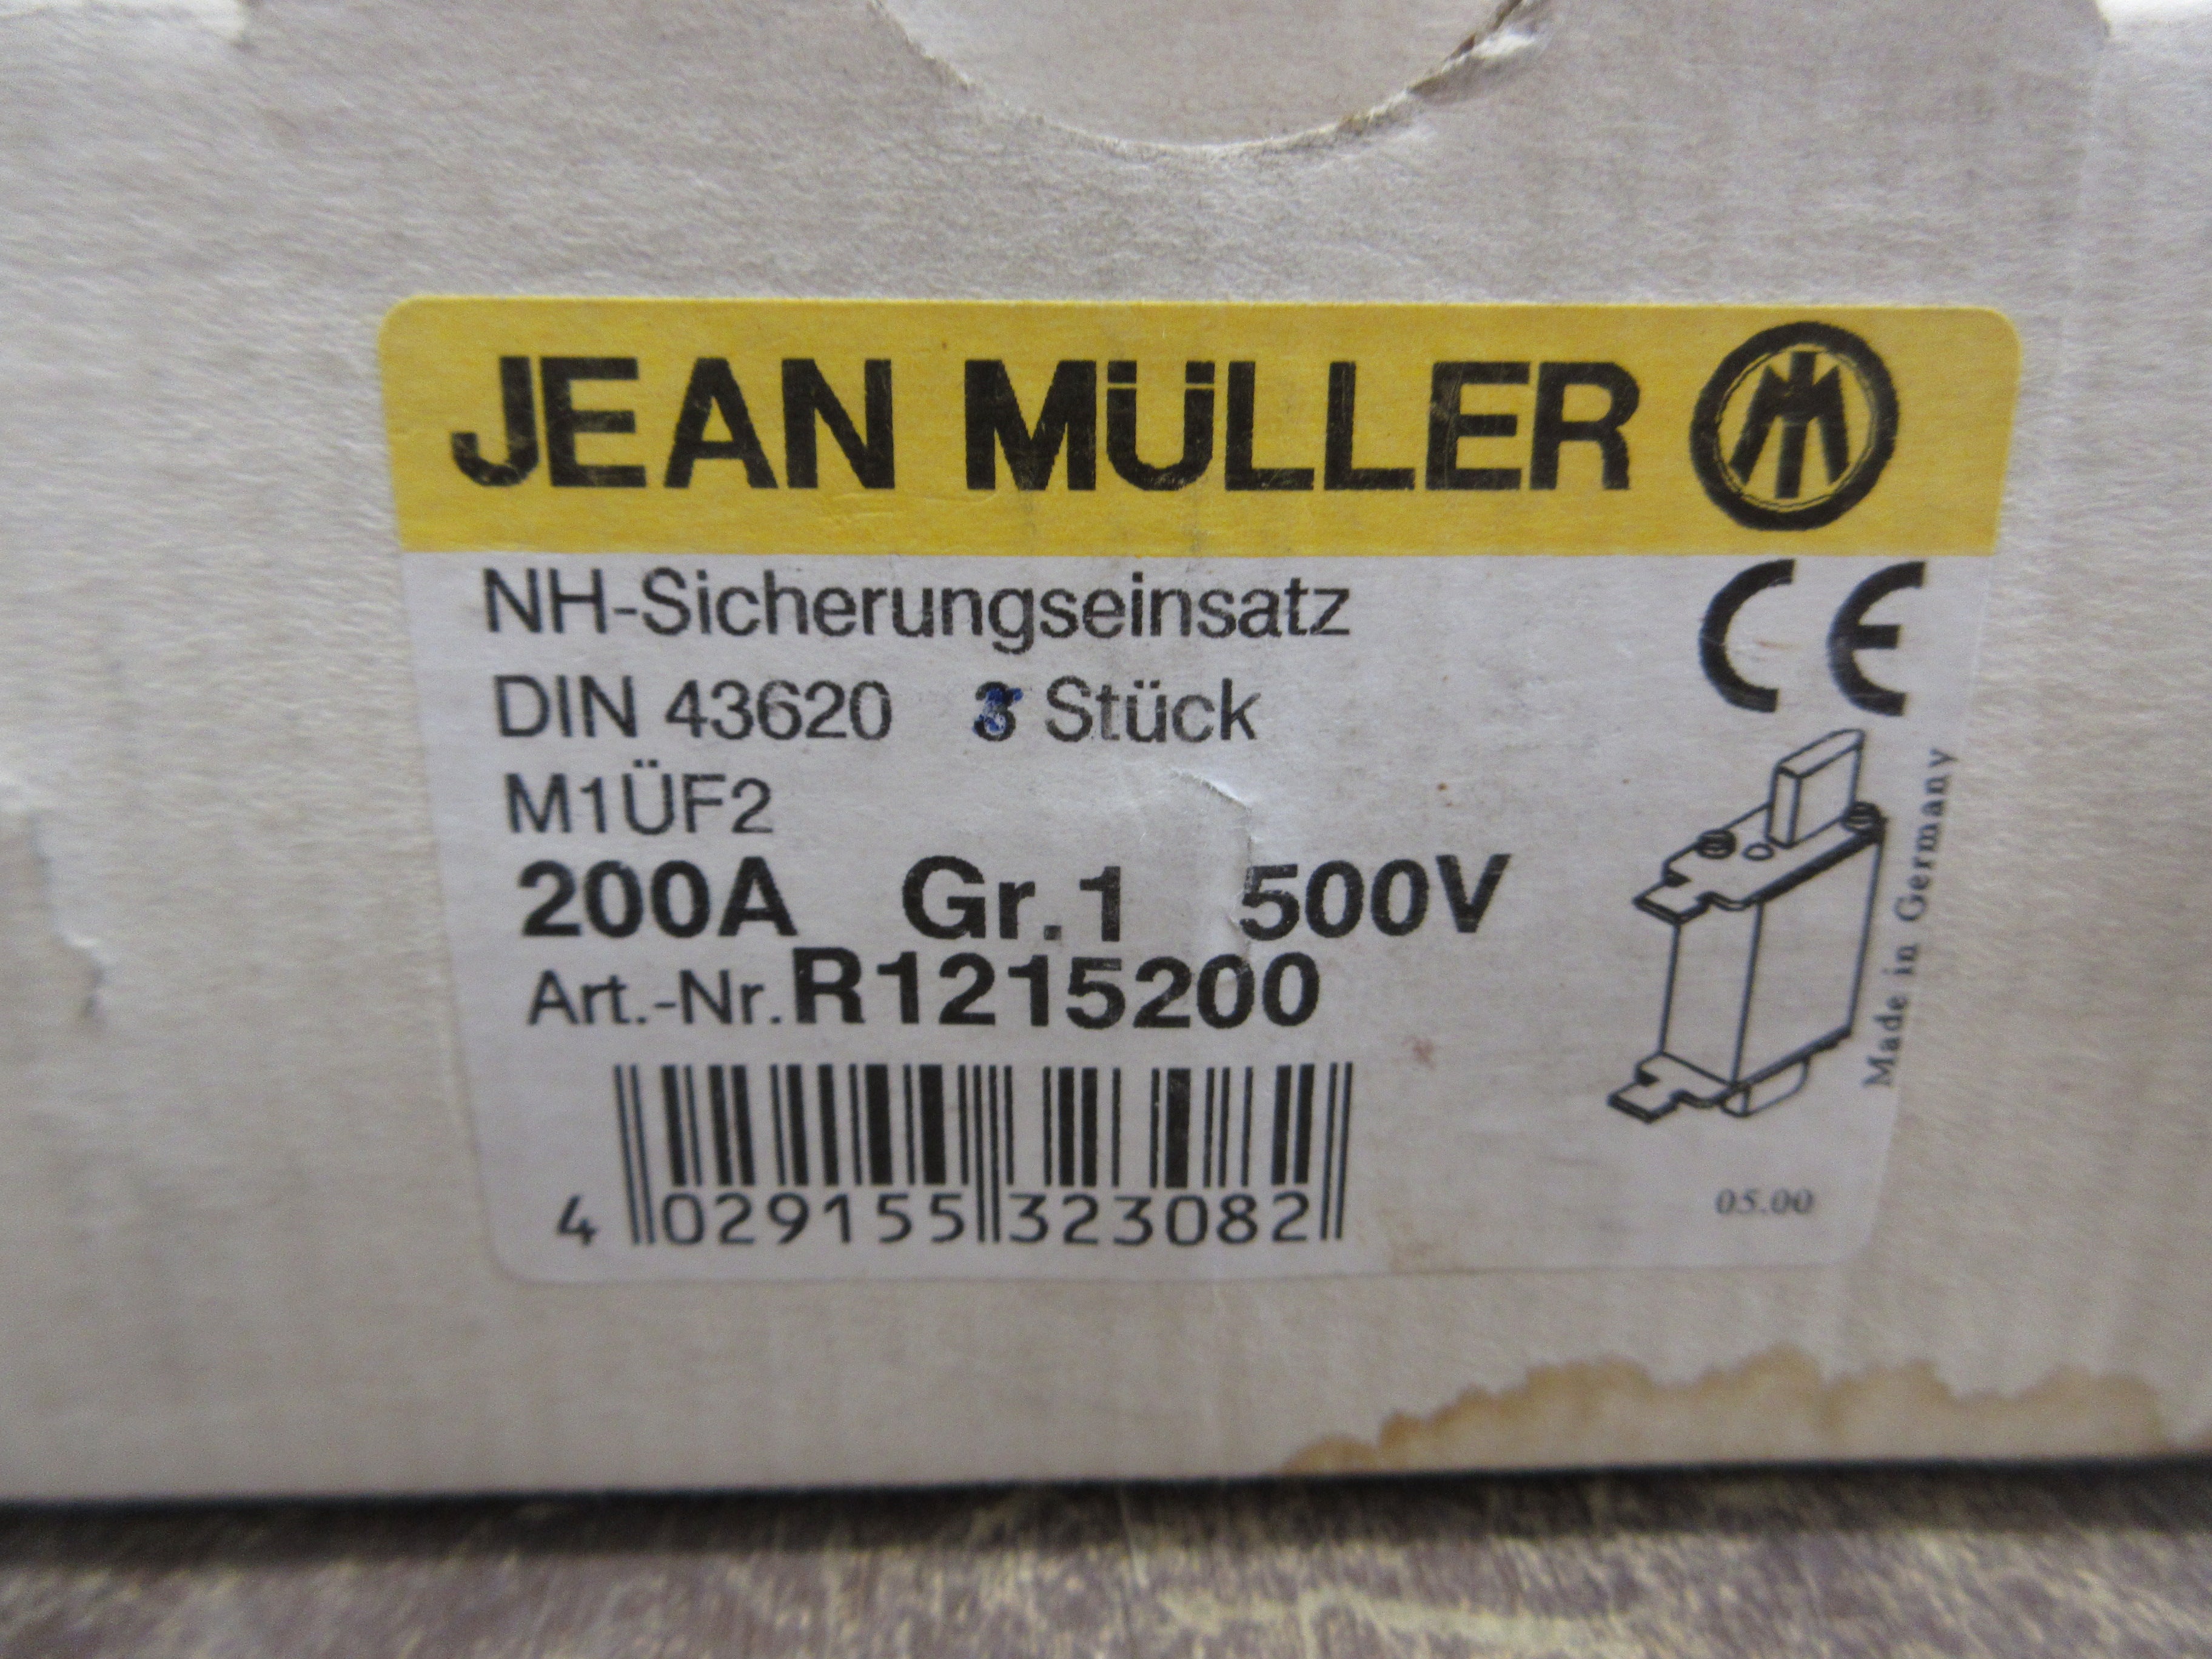 JEAN MÜLLER
CE
NH-Sicherungseinsatz
DIN 43620 Stück
M1ÜF2
200A Gr.1 500V
Art.-Nr.R1215200
Made in Germany
4 029155 323082
05.00